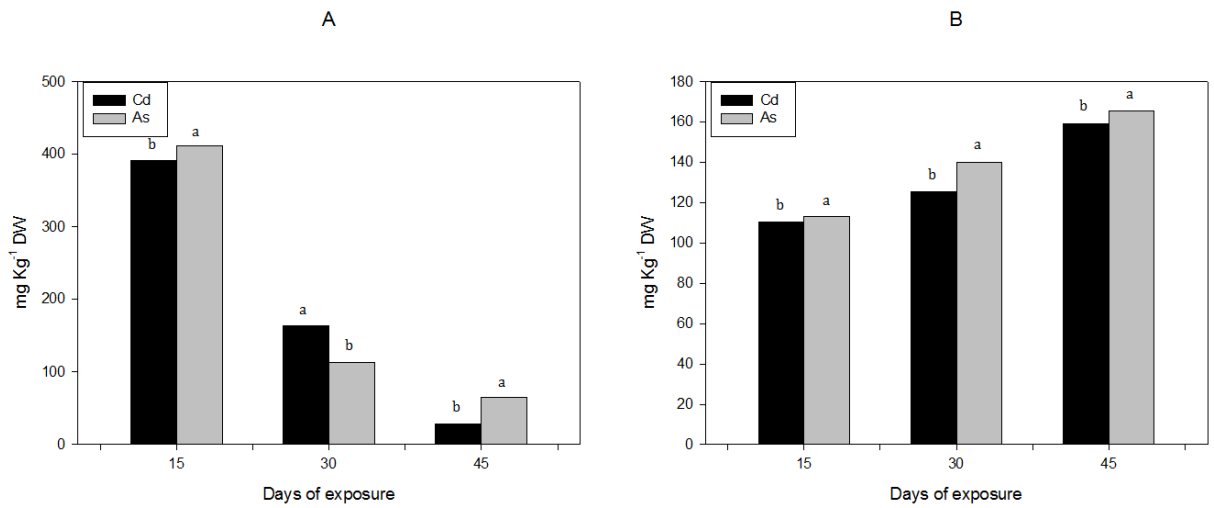 A
500
400
300
200
100
0
Cd
As
b
a
a
b
b
a
15
30
45
mg Kg-1 DW
Days of exposure
B
180
160
140
120
100
80
60
40
20
0
Cd
As
b
a
b
a
b
a
15
30
45
mg Kg-1 DW
Days of exposure